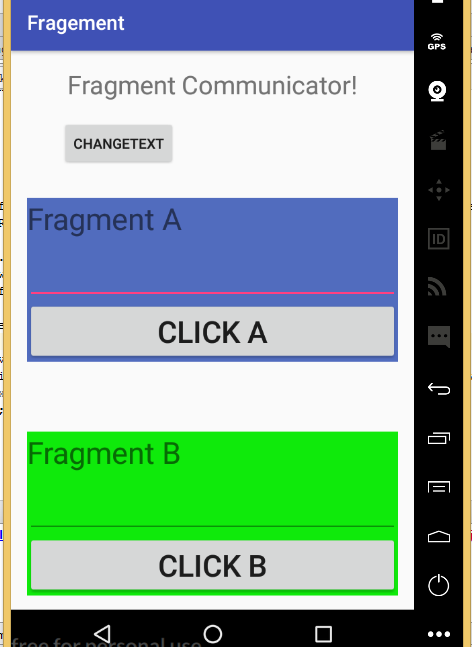 Fragement
GPS
Fragment Communicator!
CHANGETEXT
ID
Fragment A
CLICK A
Fragment B
CLICK B
free for personal use